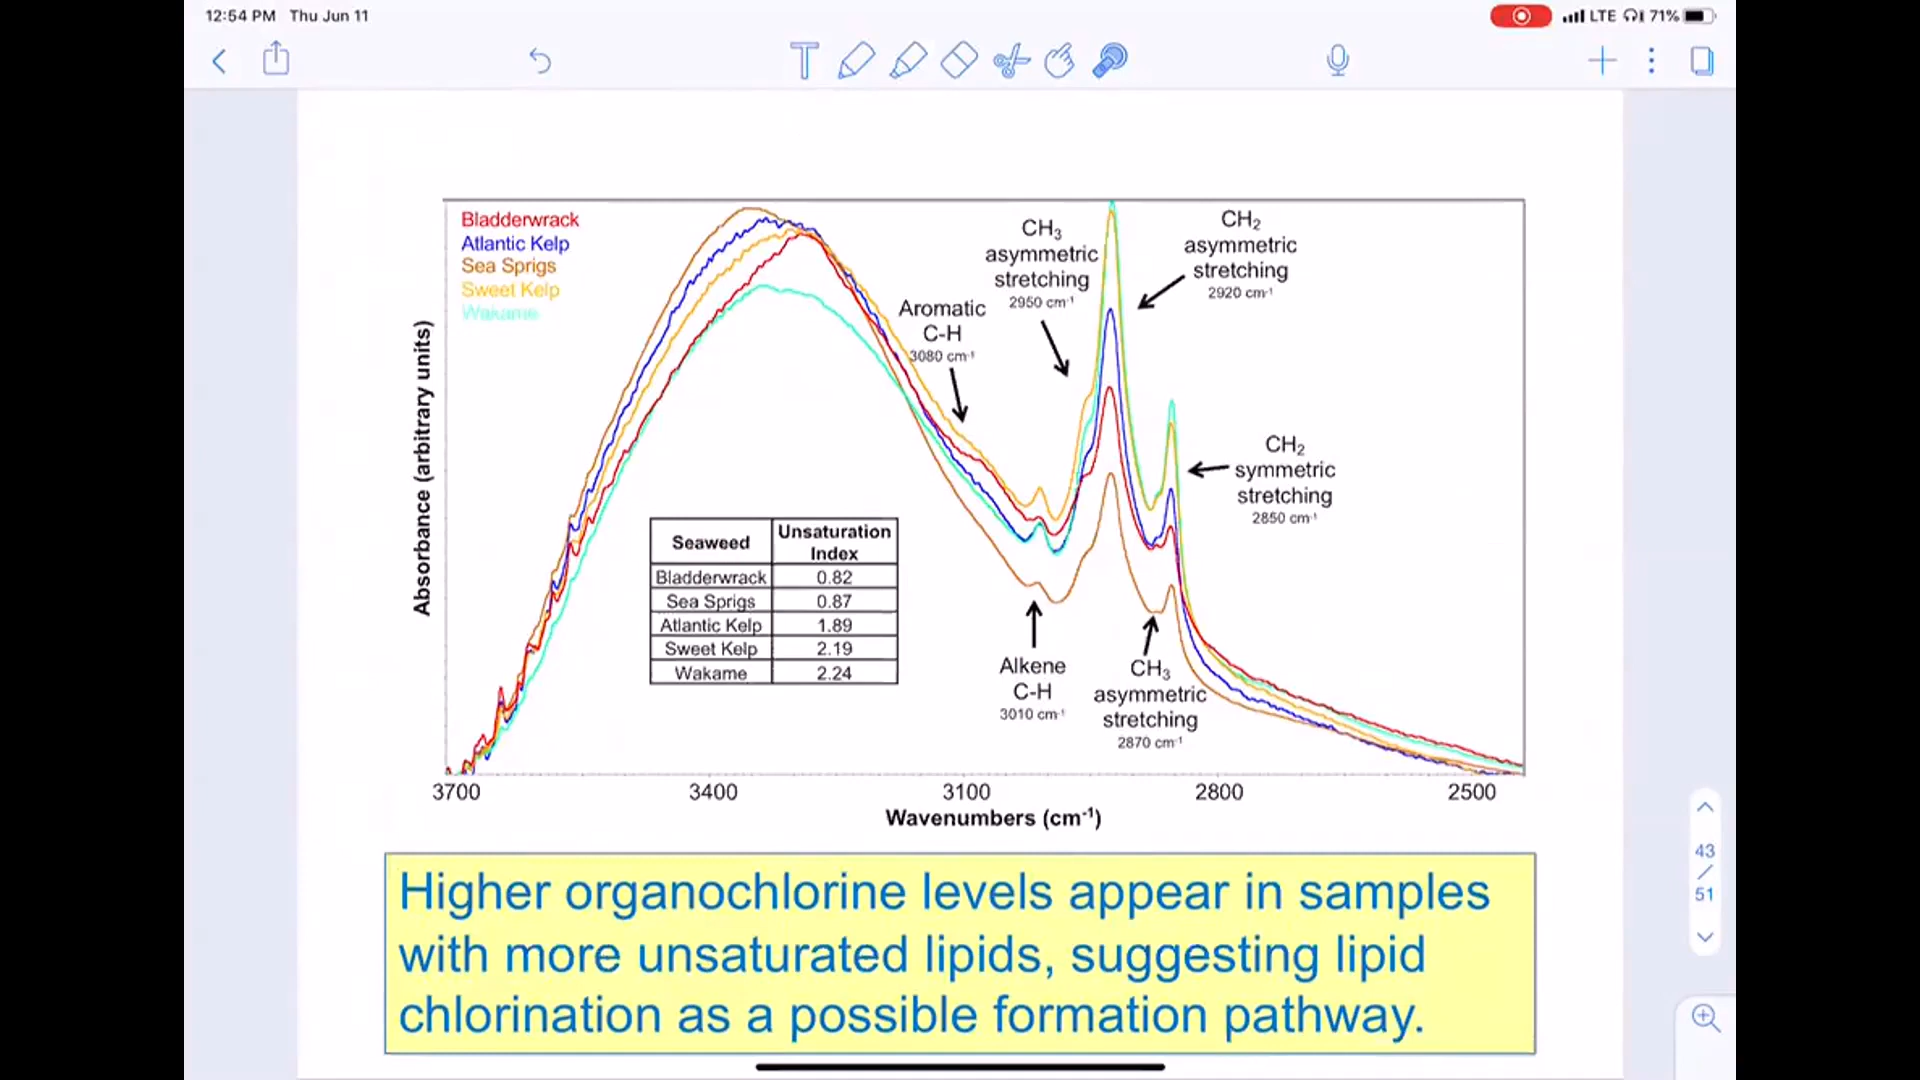 12:54 PM Thu Jun 11
LTE 71%
Bladderwrack
Atlantic Kelp
Sea Sprigs
Sweet Kelp
Wakame
Absorbance (arbitrary units)
Aromatic
C-H
3080 cm⁻¹
CH₃
asymmetric
stretching
2950 cm⁻¹
CH₂
asymmetric
stretching
2920 cm⁻¹
CH₂
symmetric
stretching
2850 cm⁻¹
Seaweed Unsaturation Index
Bladderwrack 0.82
Sea Sprigs 0.87
Atlantic Kelp 1.89
Sweet Kelp 2.19
Wakame 2.24
Alkene
C-H
3010 cm⁻¹
CH₃
asymmetric
stretching
2870 cm⁻¹
3700 3400 3100 2800 2500
Wavenumbers (cm⁻¹)
43
/
51
Higher organochlorine levels appear in samples
with more unsaturated lipids, suggesting lipid
chlorination as a possible formation pathway.